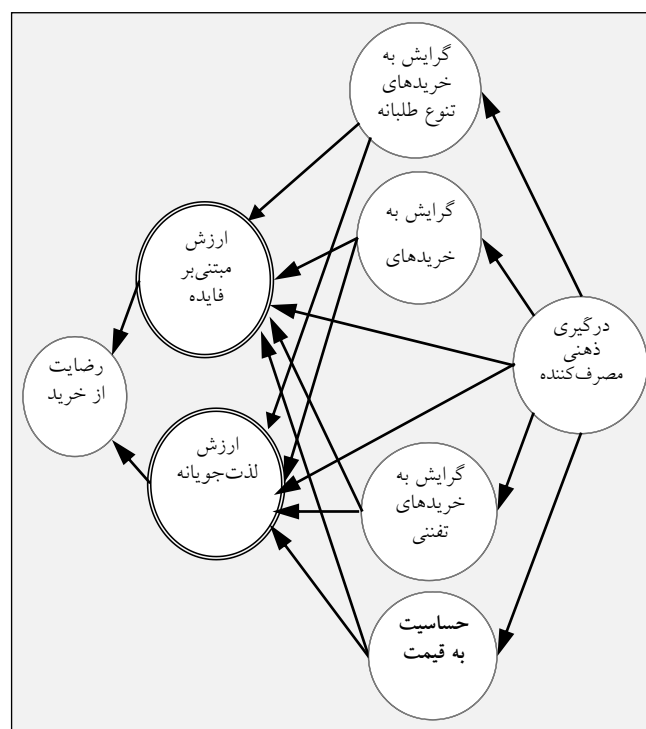 گرایش به
خریدهای
تنوع طلبانه
گرایش به
خریدهای
ارزش
مبتنی‌بر
فایده
درگیری
ذهنی
مصرف‌کننده
رضایت
از خرید
ارزش
لذت‌جویانه
گرایش به
خریدهای
تفننی
حساسیت
به قیمت